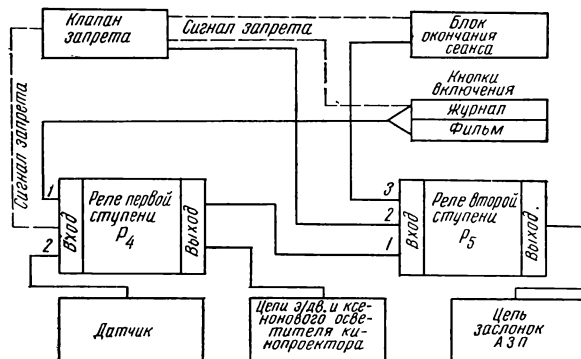 Клапан
запрета
Сигнал запрета
Блок
окончания
сеанса
Кнопки
включения
Журнал
Фильм
Сигнал запрета
1
2
Вход
Реле первой
ступени
Р4
Выход
3
2
1
Вход
Реле второй
ступени
Р5
Выход.
Датчик
Цепи э/дв. и ксе-
нонового осве-
тителя ки-
нопроектора
Цепь
заслонок
АЗП